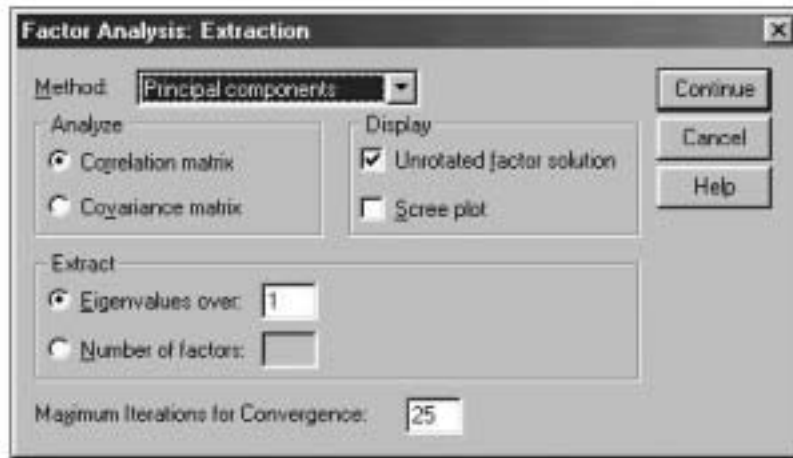 Factor Analysis: Extraction
Method: Principal components
Continue
Analyze
Display
Cancel
Correlation matrix
Unrotated factor solution
Help
Covariance matrix
Scree plot
Extract
Eigenvalues over: 1
Number of factors:
Maximum Iterations for Convergence: 25